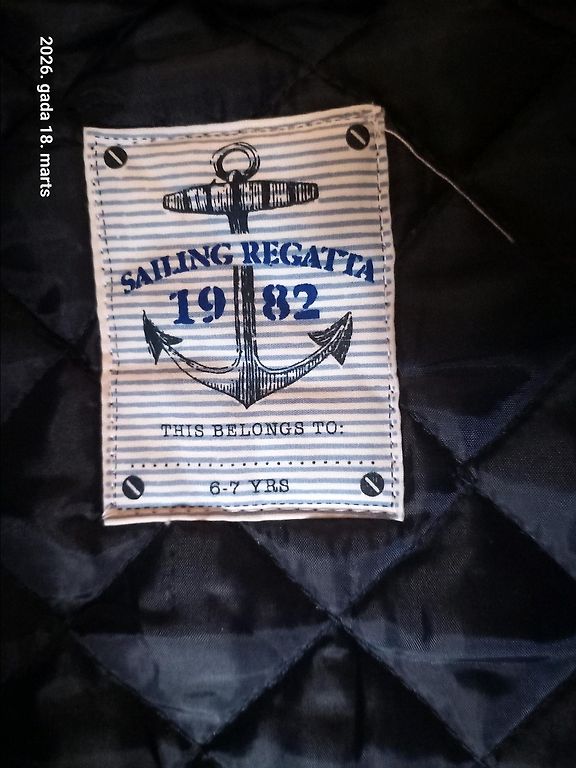 2026. gada 18. marts
SAILING REGATTA
19 82
THIS BELONGS TO:
6-7 YRS